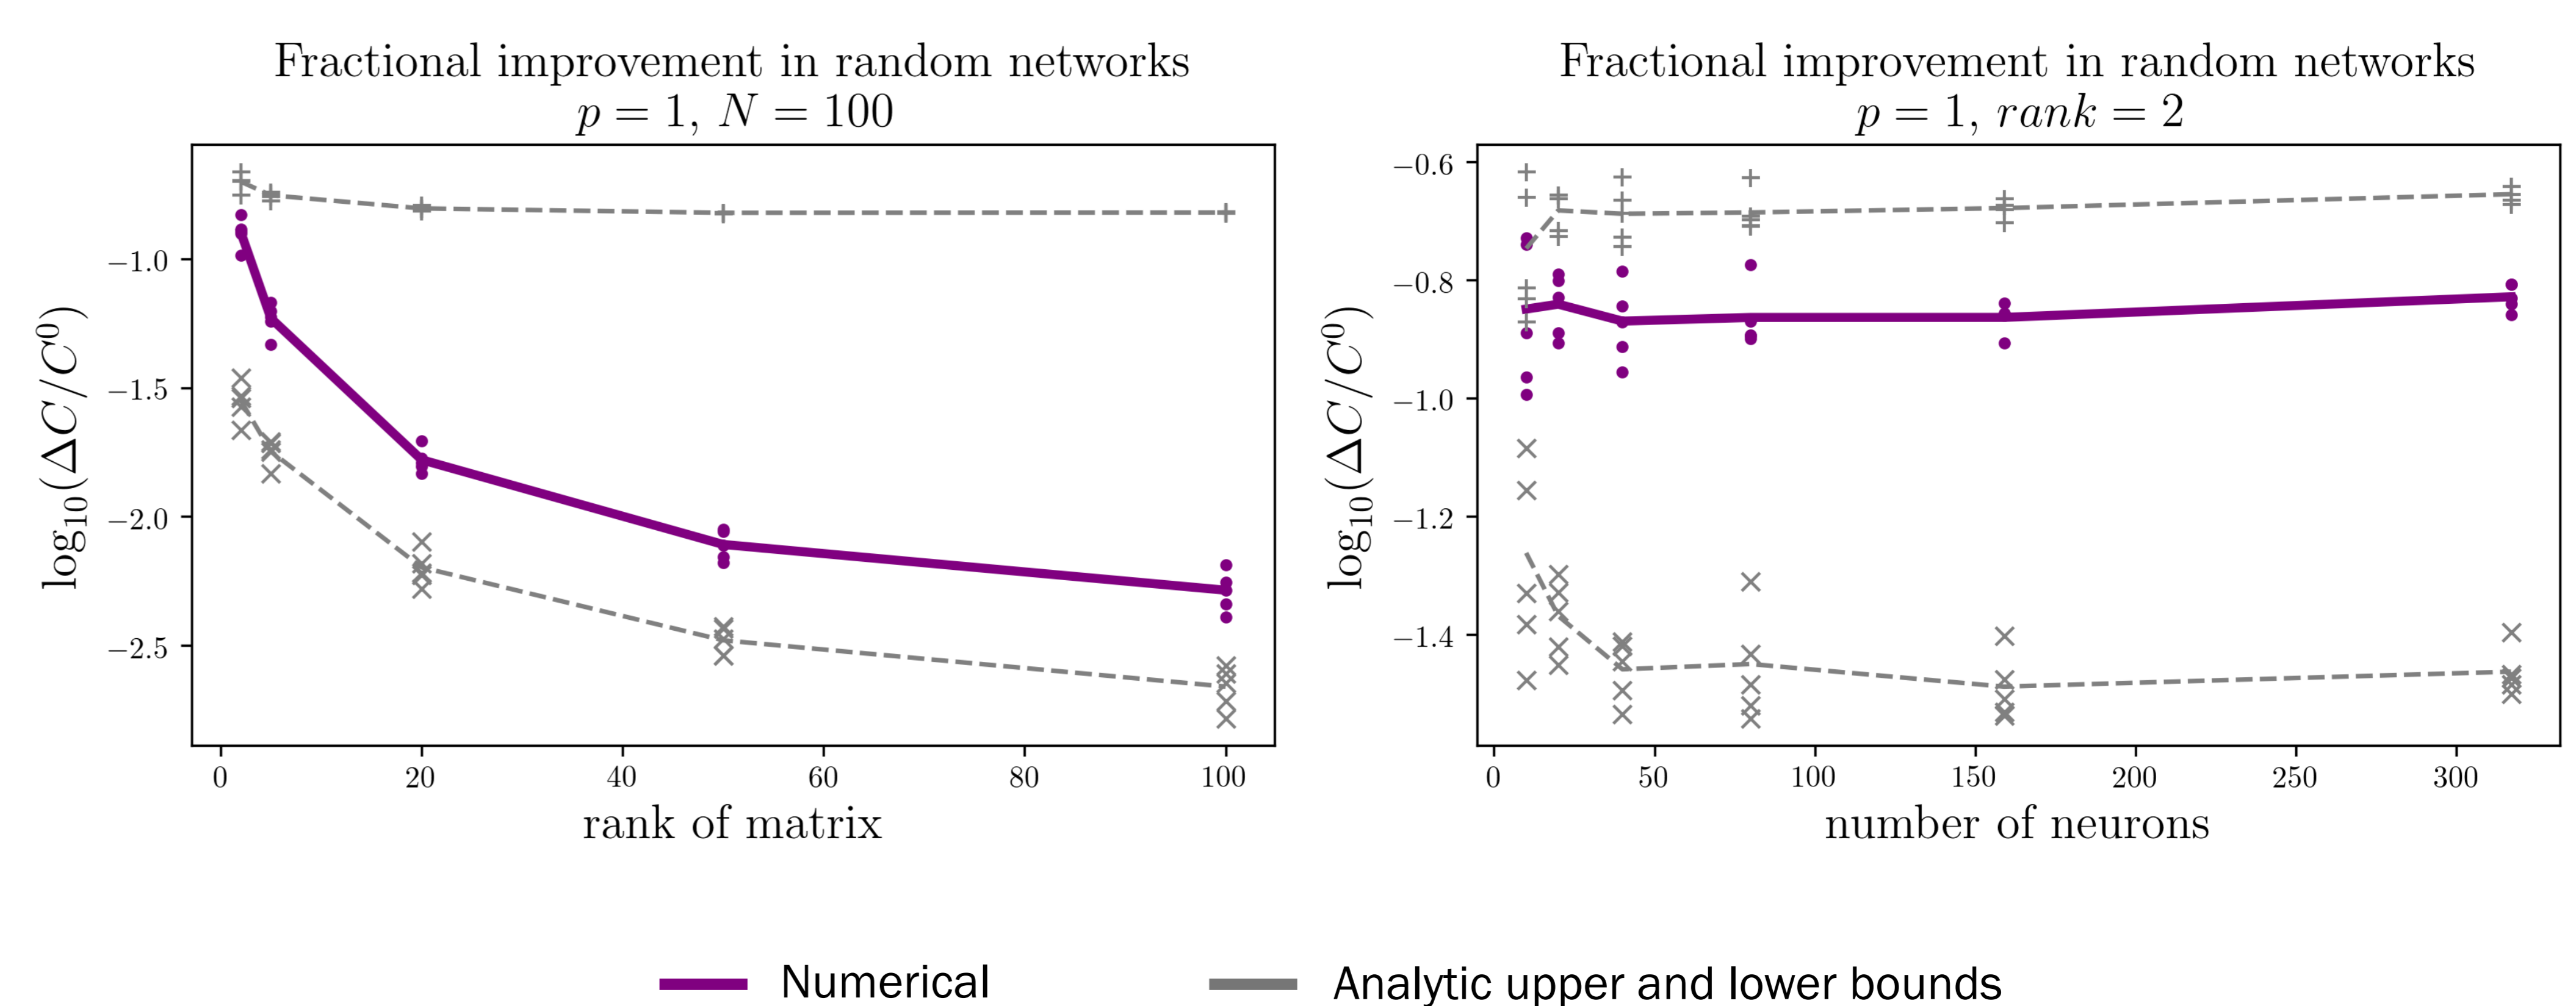 Fractional improvement in random networks
p = 1, N = 100
log₁₀(ΔC/C⁰)
−1.0
−1.5
−2.0
−2.5
0 20 40 60 80 100
rank of matrix
Fractional improvement in random networks
p = 1, rank = 2
log₁₀(ΔC/C⁰)
−0.6
−0.8
−1.0
−1.2
−1.4
0 50 100 150 200 250 300
number of neurons
Numerical
Analytic upper and lower bounds